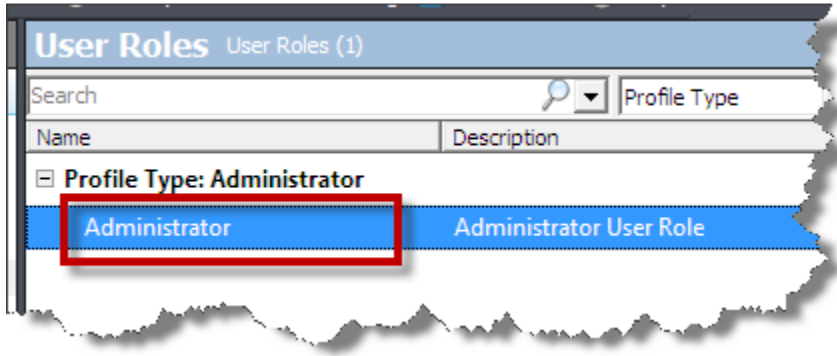 User Roles User Roles (1)
Search Profile Type
Name Description
Profile Type: Administrator
Administrator Administrator User Role